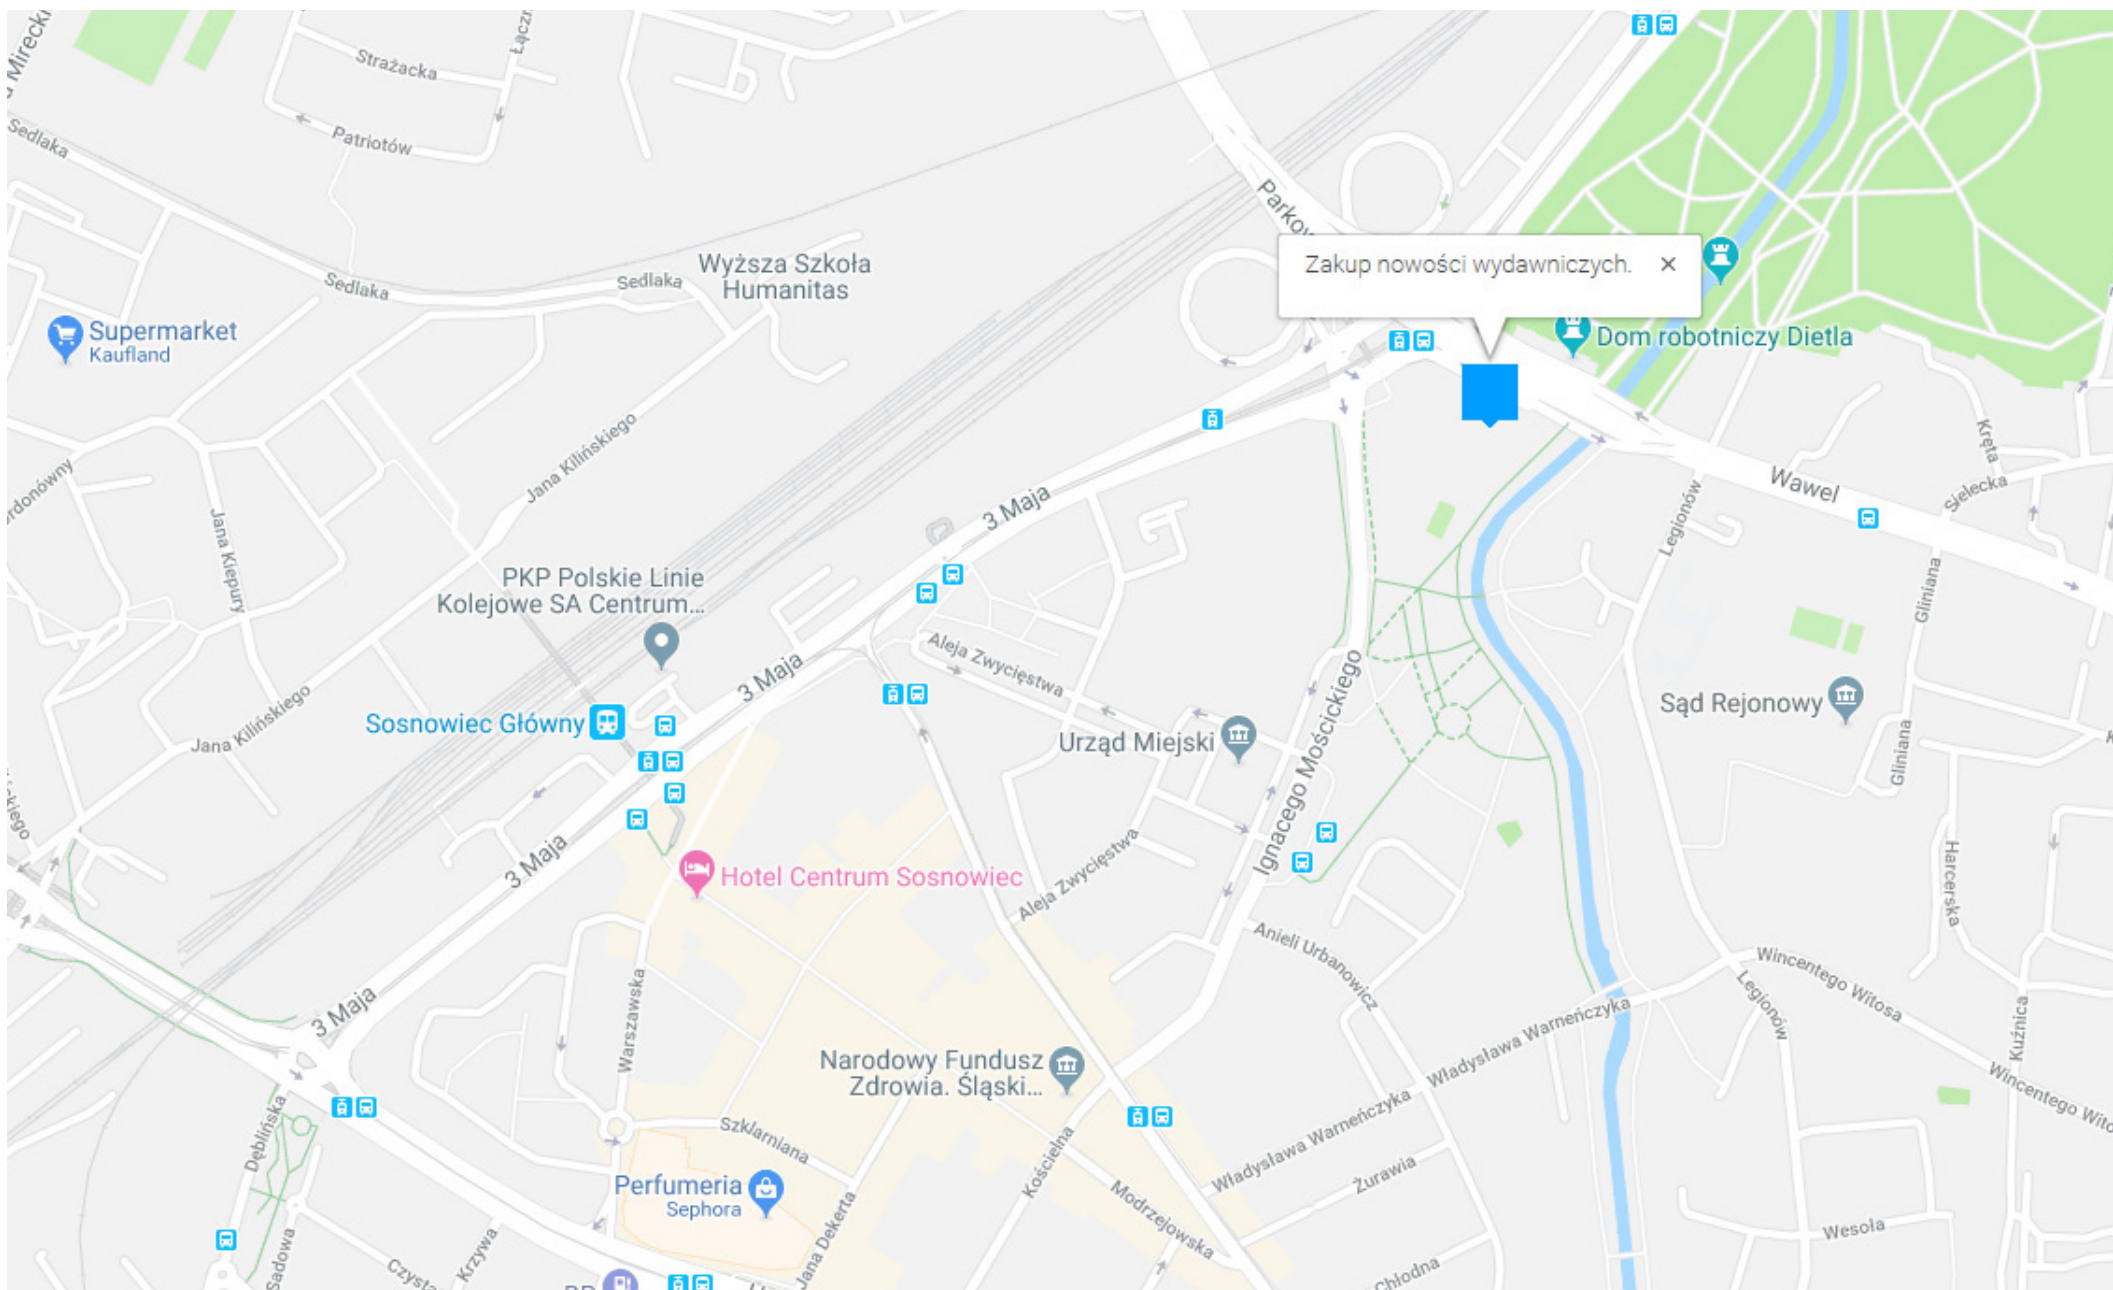 Strażacka
Patriotów
Sedlaka
Sedlaka
Sedlaka
Wyższa Szkoła
Humanitas
Zakup nowości wydawniczych. ×
Supermarket
Kaufland
Dom robotniczy Dietla
Jana Kilińskiego
3 Maja
Wawel
Kręta
Sielecka
Legionów
Jana Kiepury
PKP Polskie Linie
Kolejowe SA Centrum...
Gliniana
Aleja Zwycięstwa
3 Maja
Ignacego Mościckiego
Sąd Rejonowy
Sosnowiec Główny
Jana Kilińskiego
Urząd Miejski
Gliniana
3 Maja
Hotel Centrum Sosnowiec
Aleja Zwycięstwa
Harcerska
Anieli Urbanowicz
Wincentego Witosa
Legionów
3 Maja
Warszawska
Władysława Warneńczyka
Kuźnica
Narodowy Fundusz
Zdrowia. Śląski...
Władysława Warneńczyka
Dęblińska
Szklarniana
Kościelna
Żurawia
Perfumeria
Sephora
Modrzejowska
Wesoła
Jana Dekerta
Sadowa
Krzywa
Chłodna